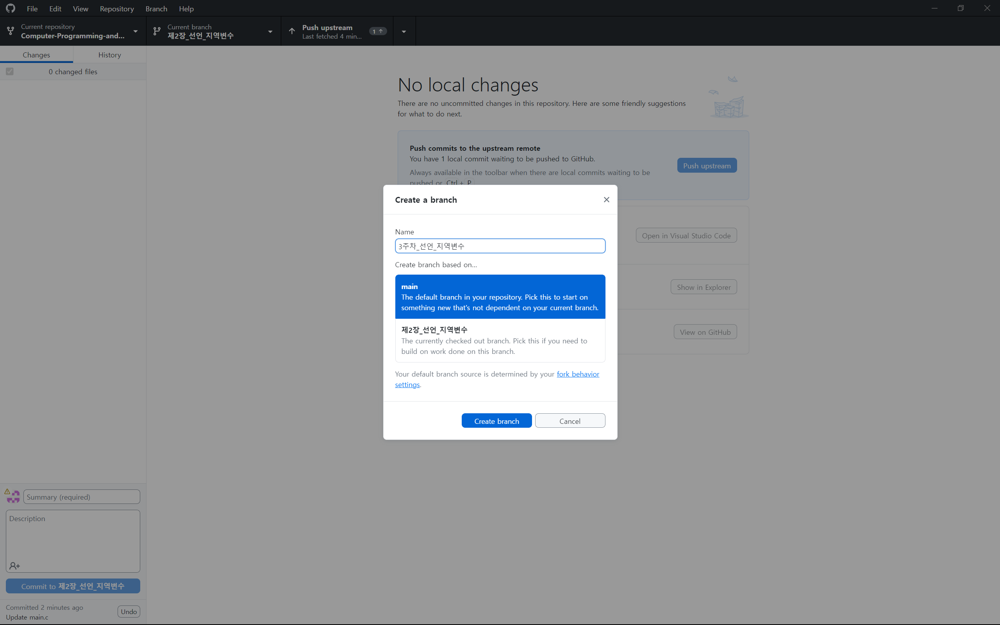 File Edit View Repository Branch Help
Current repository
Computer-Programming-and...
Current branch
제2장_선언_지역변수
Push upstream
Last fetched 4 min...
1
Changes History
0 changed files
No local changes
There are no uncommitted changes in this repository. Here are some friendly suggestions
for what to do next.
Push commits to the upstream remote
You have 1 local commit waiting to be pushed to GitHub.
Always available in the toolbar when there are local commits waiting to be
pushed or Ctrl + P
Push upstream
Open in Visual Studio Code
Show in Explorer
View on GitHub
Create a branch
Name
3주차_선언_지역변수
Create branch based on...
main
The default branch in your repository. Pick this to start on
something new that's not dependent on your current branch.
제2장_선언_지역변수
The currently checked out branch. Pick this if you need to
build on work done on this branch.
Your default branch source is determined by your fork behavior
settings.
Create branch Cancel
Summary (required)
Description
Commit to 제2장_선언_지역변수
Committed 2 minutes ago
Update main.c
Undo